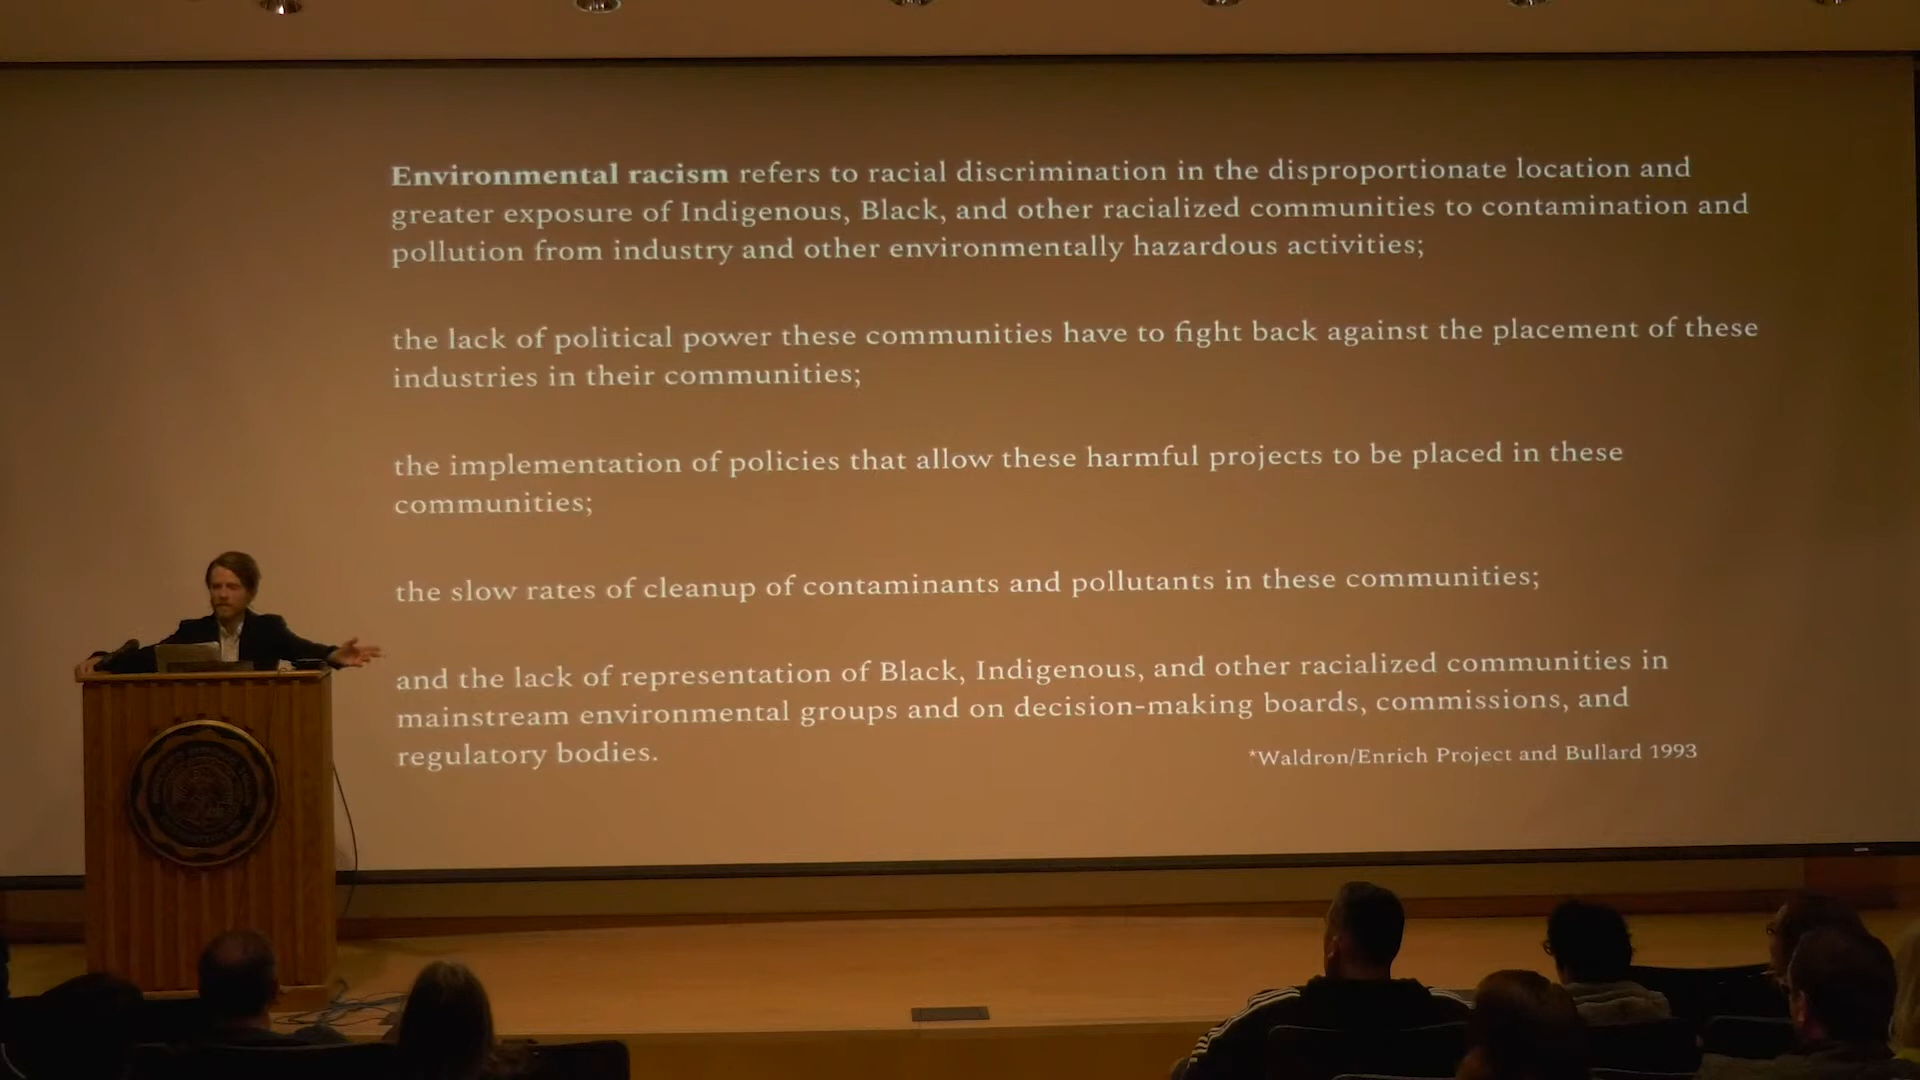 Environmental racism refers to racial discrimination in the disproportionate location and
greater exposure of Indigenous, Black, and other racialized communities to contamination and
pollution from industry and other environmentally hazardous activities;
the lack of political power these communities have to fight back against the placement of these
industries in their communities;
the implementation of policies that allow these harmful projects to be placed in these
communities;
the slow rates of cleanup of contaminants and pollutants in these communities;
and the lack of representation of Black, Indigenous, and other racialized communities in
mainstream environmental groups and on decision-making boards, commissions, and
regulatory bodies.
*Waldron/Enrich Project and Bullard 1993